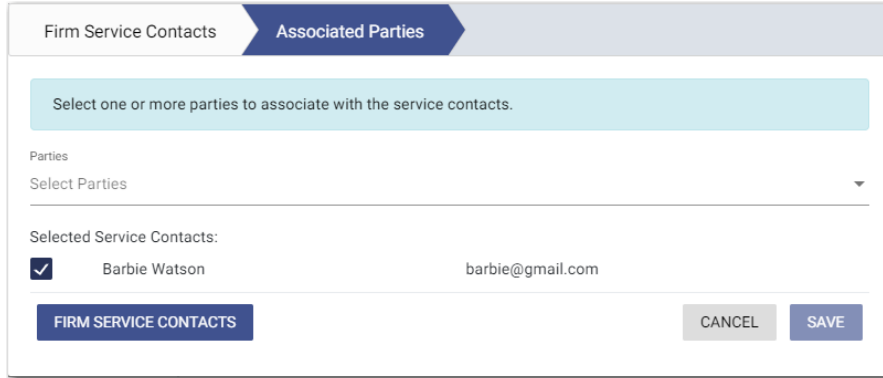 Firm Service Contacts Associated Parties
Select one or more parties to associate with the service contacts.
Parties
Select Parties
Selected Service Contacts:
Barbie Watson barbie@gmail.com
FIRM SERVICE CONTACTS CANCEL SAVE